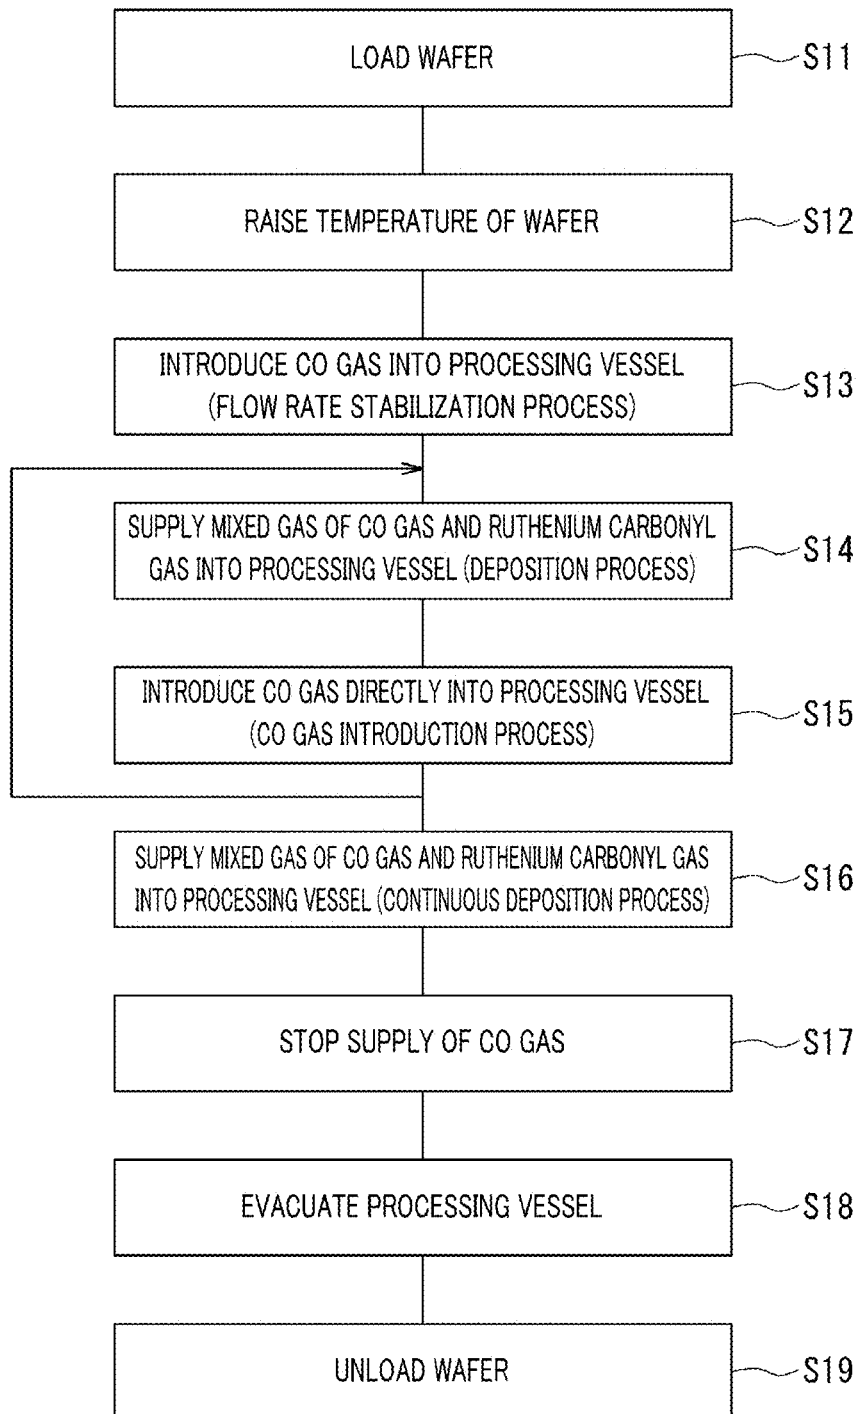 LOAD WAFER
S11
RAISE TEMPERATURE OF WAFER
S12
INTRODUCE CO GAS INTO PROCESSING VESSEL
(FLOW RATE STABILIZATION PROCESS)
S13
SUPPLY MIXED GAS OF CO GAS AND RUTHENIUM CARBONYL
GAS INTO PROCESSING VESSEL (DEPOSITION PROCESS)
S14
INTRODUCE CO GAS DIRECTLY INTO PROCESSING VESSEL
(CO GAS INTRODUCTION PROCESS)
S15
SUPPLY MIXED GAS OF CO GAS AND RUTHENIUM CARBONYL GAS
INTO PROCESSING VESSEL (CONTINUOUS DEPOSITION PROCESS)
S16
STOP SUPPLY OF CO GAS
S17
EVACUATE PROCESSING VESSEL
S18
UNLOAD WAFER
S19